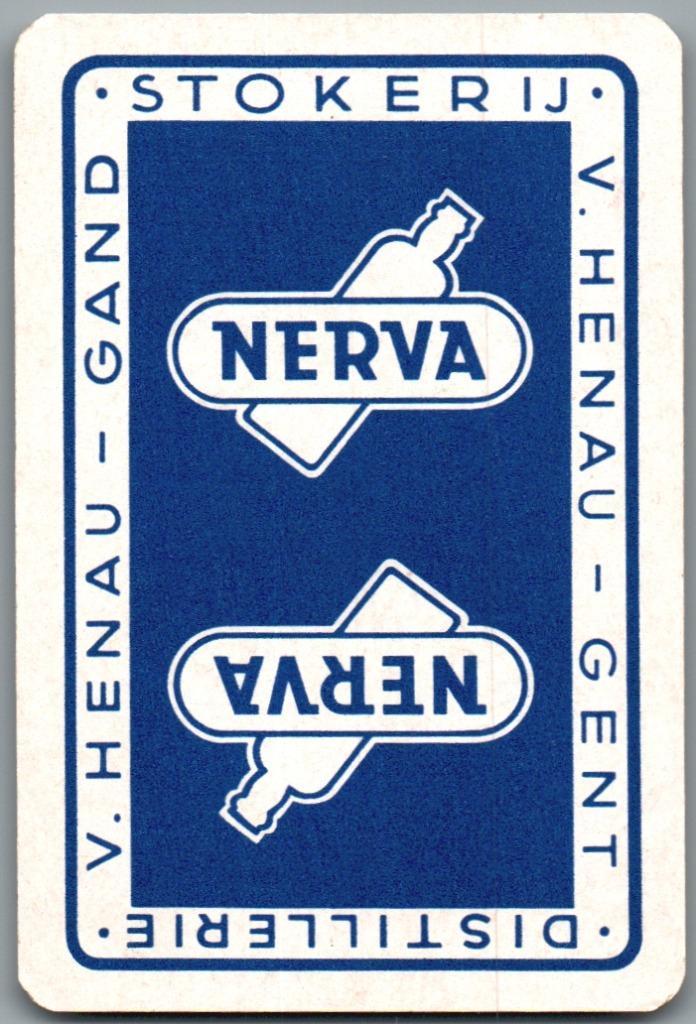 · STOKERIJ ·
V. HENAU – GENT
NERVA
NERVA
· DISTILLERIE ·
V. HENAU – GAND